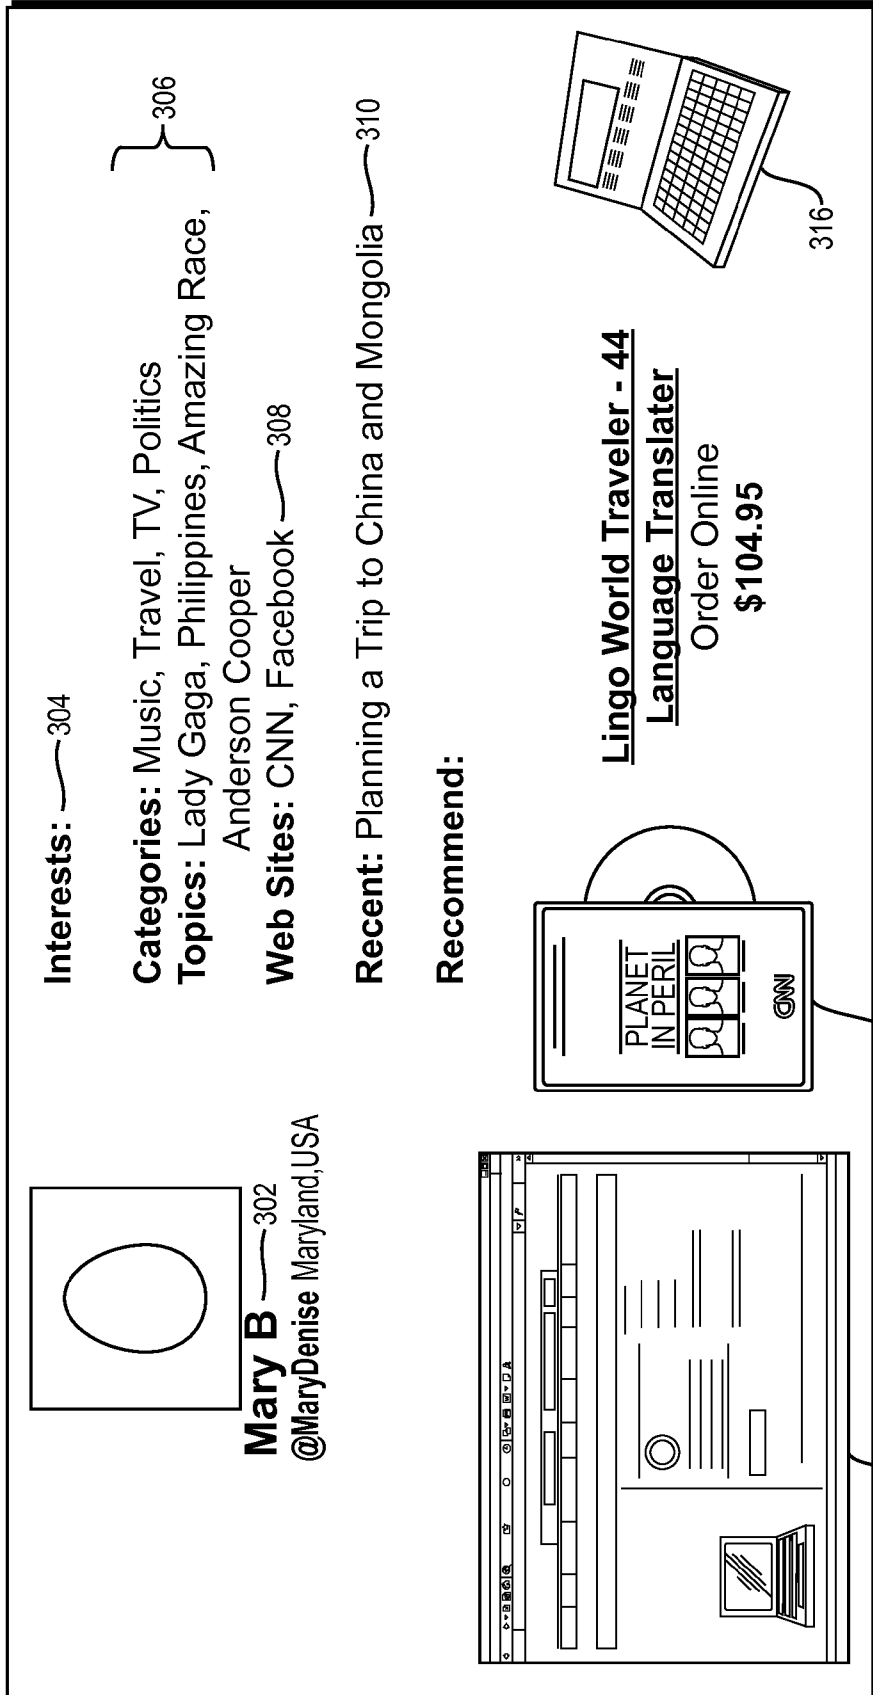 Mary B 302
@MaryDenise Maryland,USA
Interests: 304
Categories: Music, Travel, TV, Politics
Topics: Lady Gaga, Philippines, Amazing Race,
Anderson Cooper
306
Web Sites: CNN, Facebook 308
Recent: Planning a Trip to China and Mongolia 310
Recommend:
PLANET
IN PERIL
CNN
Lingo World Traveler - 44
Language Translater
Order Online
$104.95
316